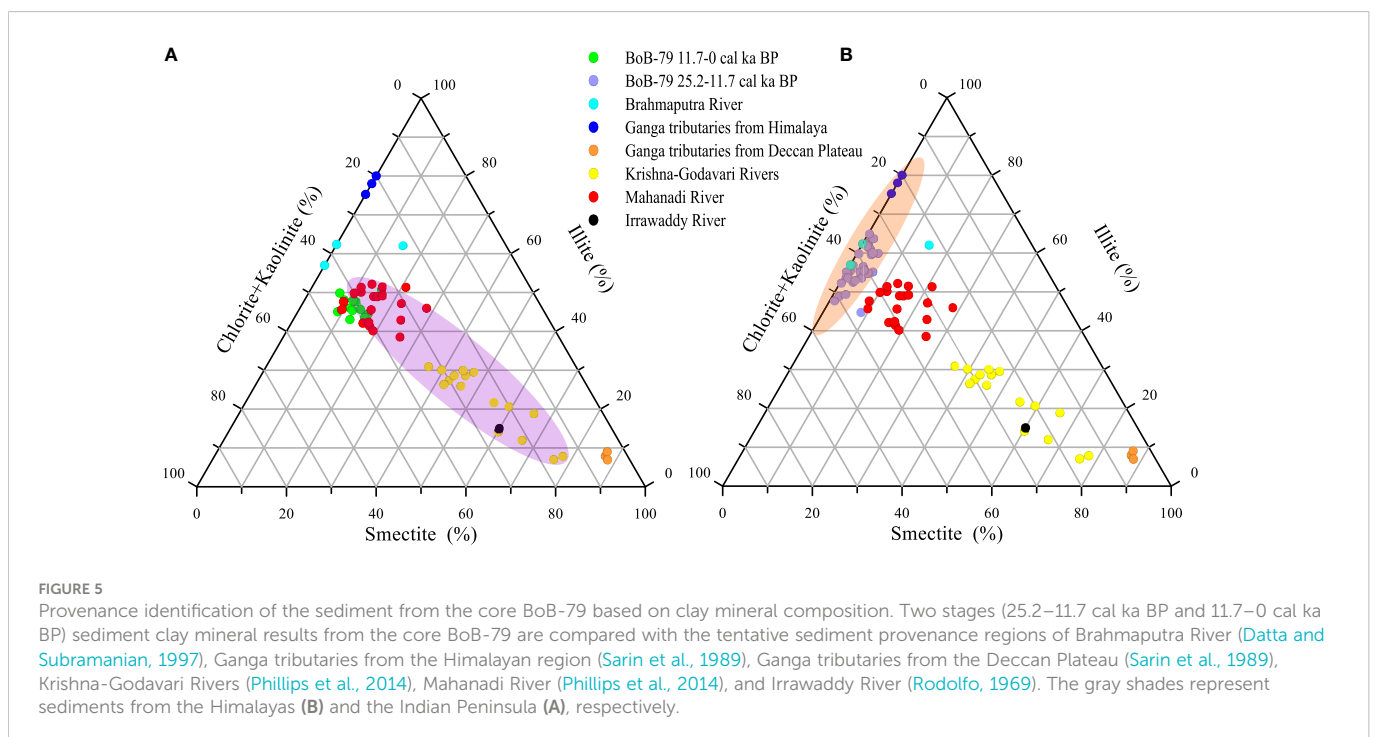 A
B
BoB-79 11.7-0 cal ka BP
BoB-79 25.2-11.7 cal ka BP
Brahmaputra River
Ganga tributaries from Himalaya
Ganga tributaries from Deccan Plateau
Krishna-Godavari Rivers
Mahanadi River
Irrawaddy River
0 100
20 80
40 60
60 40
80 20
100 0
Chlorite+Kaolinite (%)
Illite (%)
0 20 40 60 80 100
Smectite (%)
0 100
20 80
40 60
60 40
80 20
100 0
Chlorite+Kaolinite (%)
Illite (%)
0 20 40 60 80 100
Smectite (%)
FIGURE 5
Provenance identification of the sediment from the core BoB-79 based on clay mineral composition. Two stages (25.2–11.7 cal ka BP and 11.7–0 cal ka
BP) sediment clay mineral results from the core BoB-79 are compared with the tentative sediment provenance regions of Brahmaputra River (Datta and
Subramanian, 1997), Ganga tributaries from the Himalayan region (Sarin et al., 1989), Ganga tributaries from the Deccan Plateau (Sarin et al., 1989),
Krishna-Godavari Rivers (Phillips et al., 2014), Mahanadi River (Phillips et al., 2014), and Irrawaddy River (Rodolfo, 1969). The gray shades represent
sediments from the Himalayas (B) and the Indian Peninsula (A), respectively.